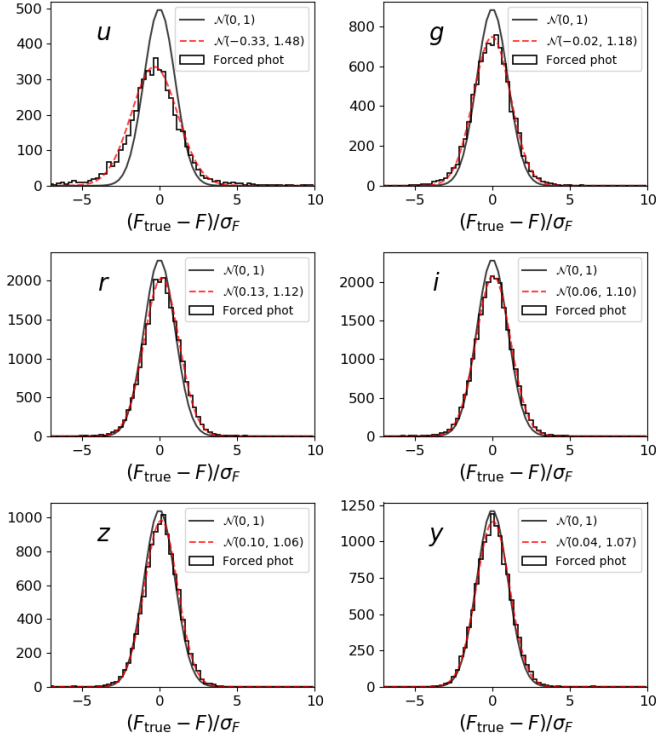 u
𝒩(0, 1)
𝒩(−0.33, 1.48)
Forced phot
500
400
300
200
100
0
−5 0 5 10
(F_true − F)/σ_F
g
𝒩(0, 1)
𝒩(−0.02, 1.18)
Forced phot
800
600
400
200
0
−5 0 5 10
(F_true − F)/σ_F
r
𝒩(0, 1)
𝒩(0.13, 1.12)
Forced phot
2000
1500
1000
500
0
−5 0 5 10
(F_true − F)/σ_F
i
𝒩(0, 1)
𝒩(0.06, 1.10)
Forced phot
2000
1500
1000
500
0
−5 0 5 10
(F_true − F)/σ_F
z
𝒩(0, 1)
𝒩(0.10, 1.06)
Forced phot
1000
800
600
400
200
0
−5 0 5 10
(F_true − F)/σ_F
y
𝒩(0, 1)
𝒩(0.04, 1.07)
Forced phot
1250
1000
750
500
250
0
−5 0 5 10
(F_true − F)/σ_F